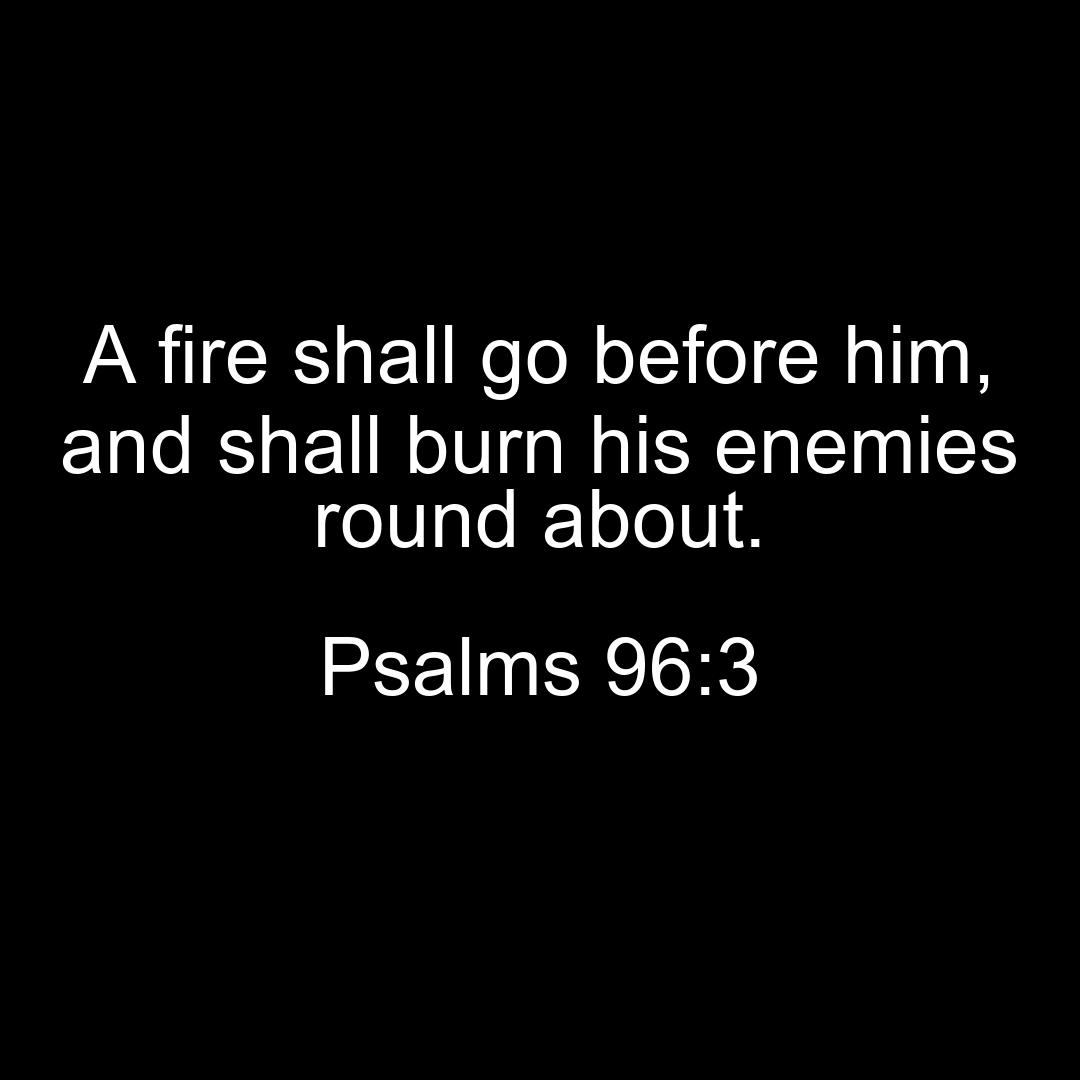 A fire shall go before him,
and shall burn his enemies
round about.
Psalms 96:3